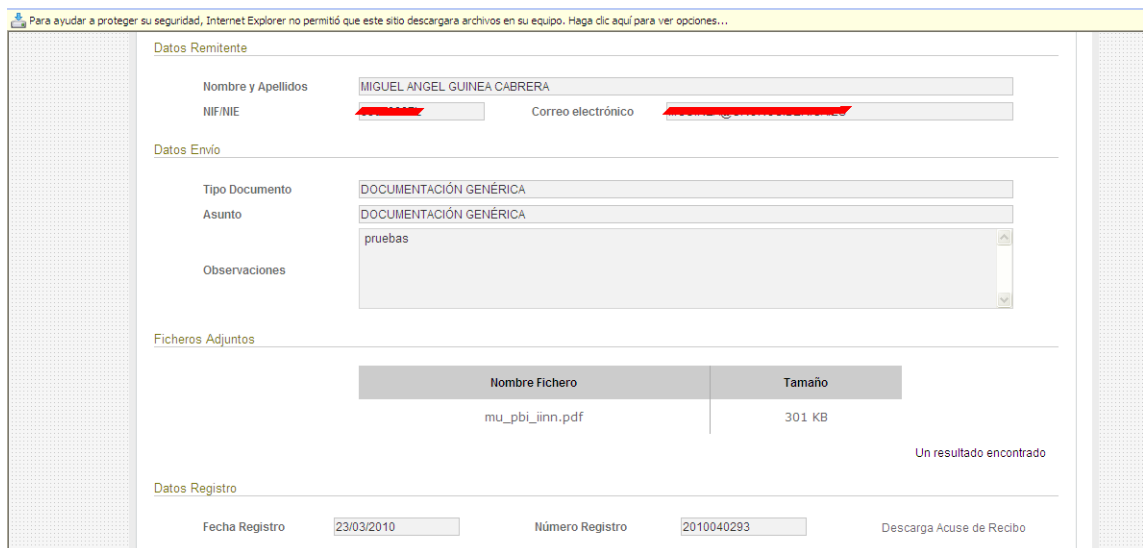 Para ayudar a proteger su seguridad, Internet Explorer no permitió que este sitio descargara archivos en su equipo. Haga clic aquí para ver opciones...
Datos Remitente
Nombre y Apellidos MIGUEL ANGEL GUINEA CABRERA
NIF/NIE Correo electrónico
Datos Envío
Tipo Documento DOCUMENTACIÓN GENÉRICA
Asunto DOCUMENTACIÓN GENÉRICA
pruebas
Observaciones
Ficheros Adjuntos
Nombre Fichero Tamaño
mu_pbi_iinn.pdf 301 KB
Un resultado encontrado
Datos Registro
Fecha Registro 23/03/2010 Número Registro 2010040293 Descarga Acuse de Recibo